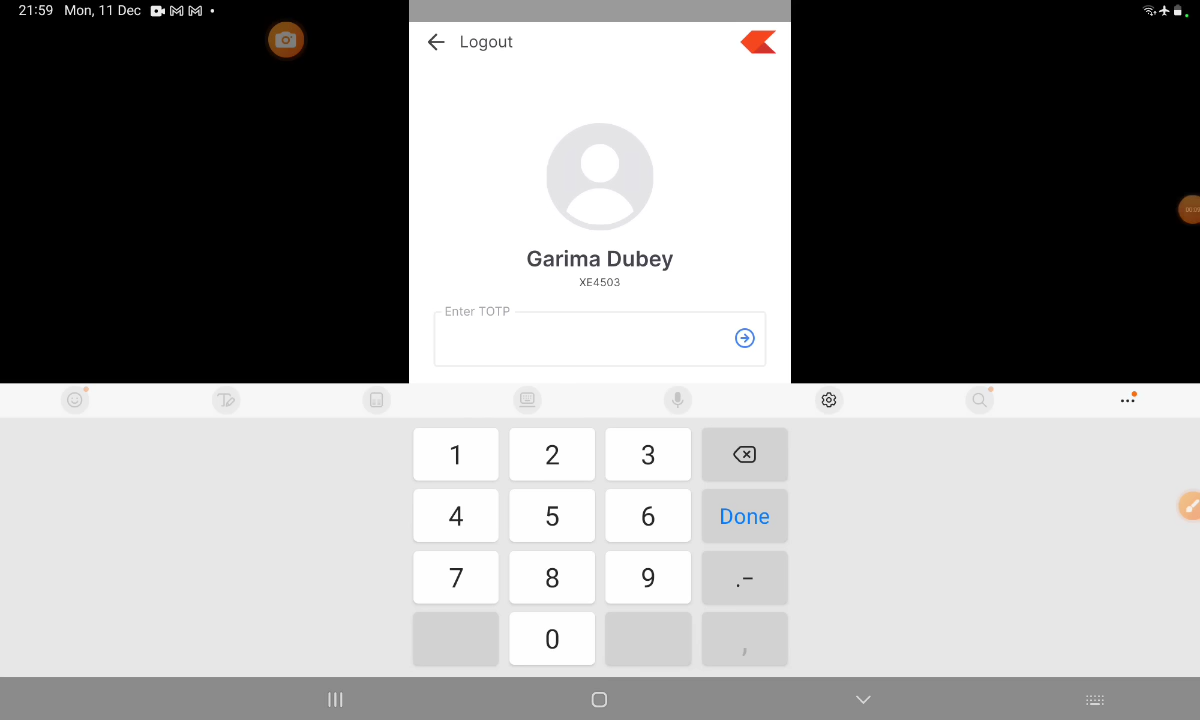 21:59 Mon, 11 Dec
Logout
Garima Dubey
XE4503
Enter TOTP
1 2 3
4 5 6 Done
7 8 9 .-
0 ,